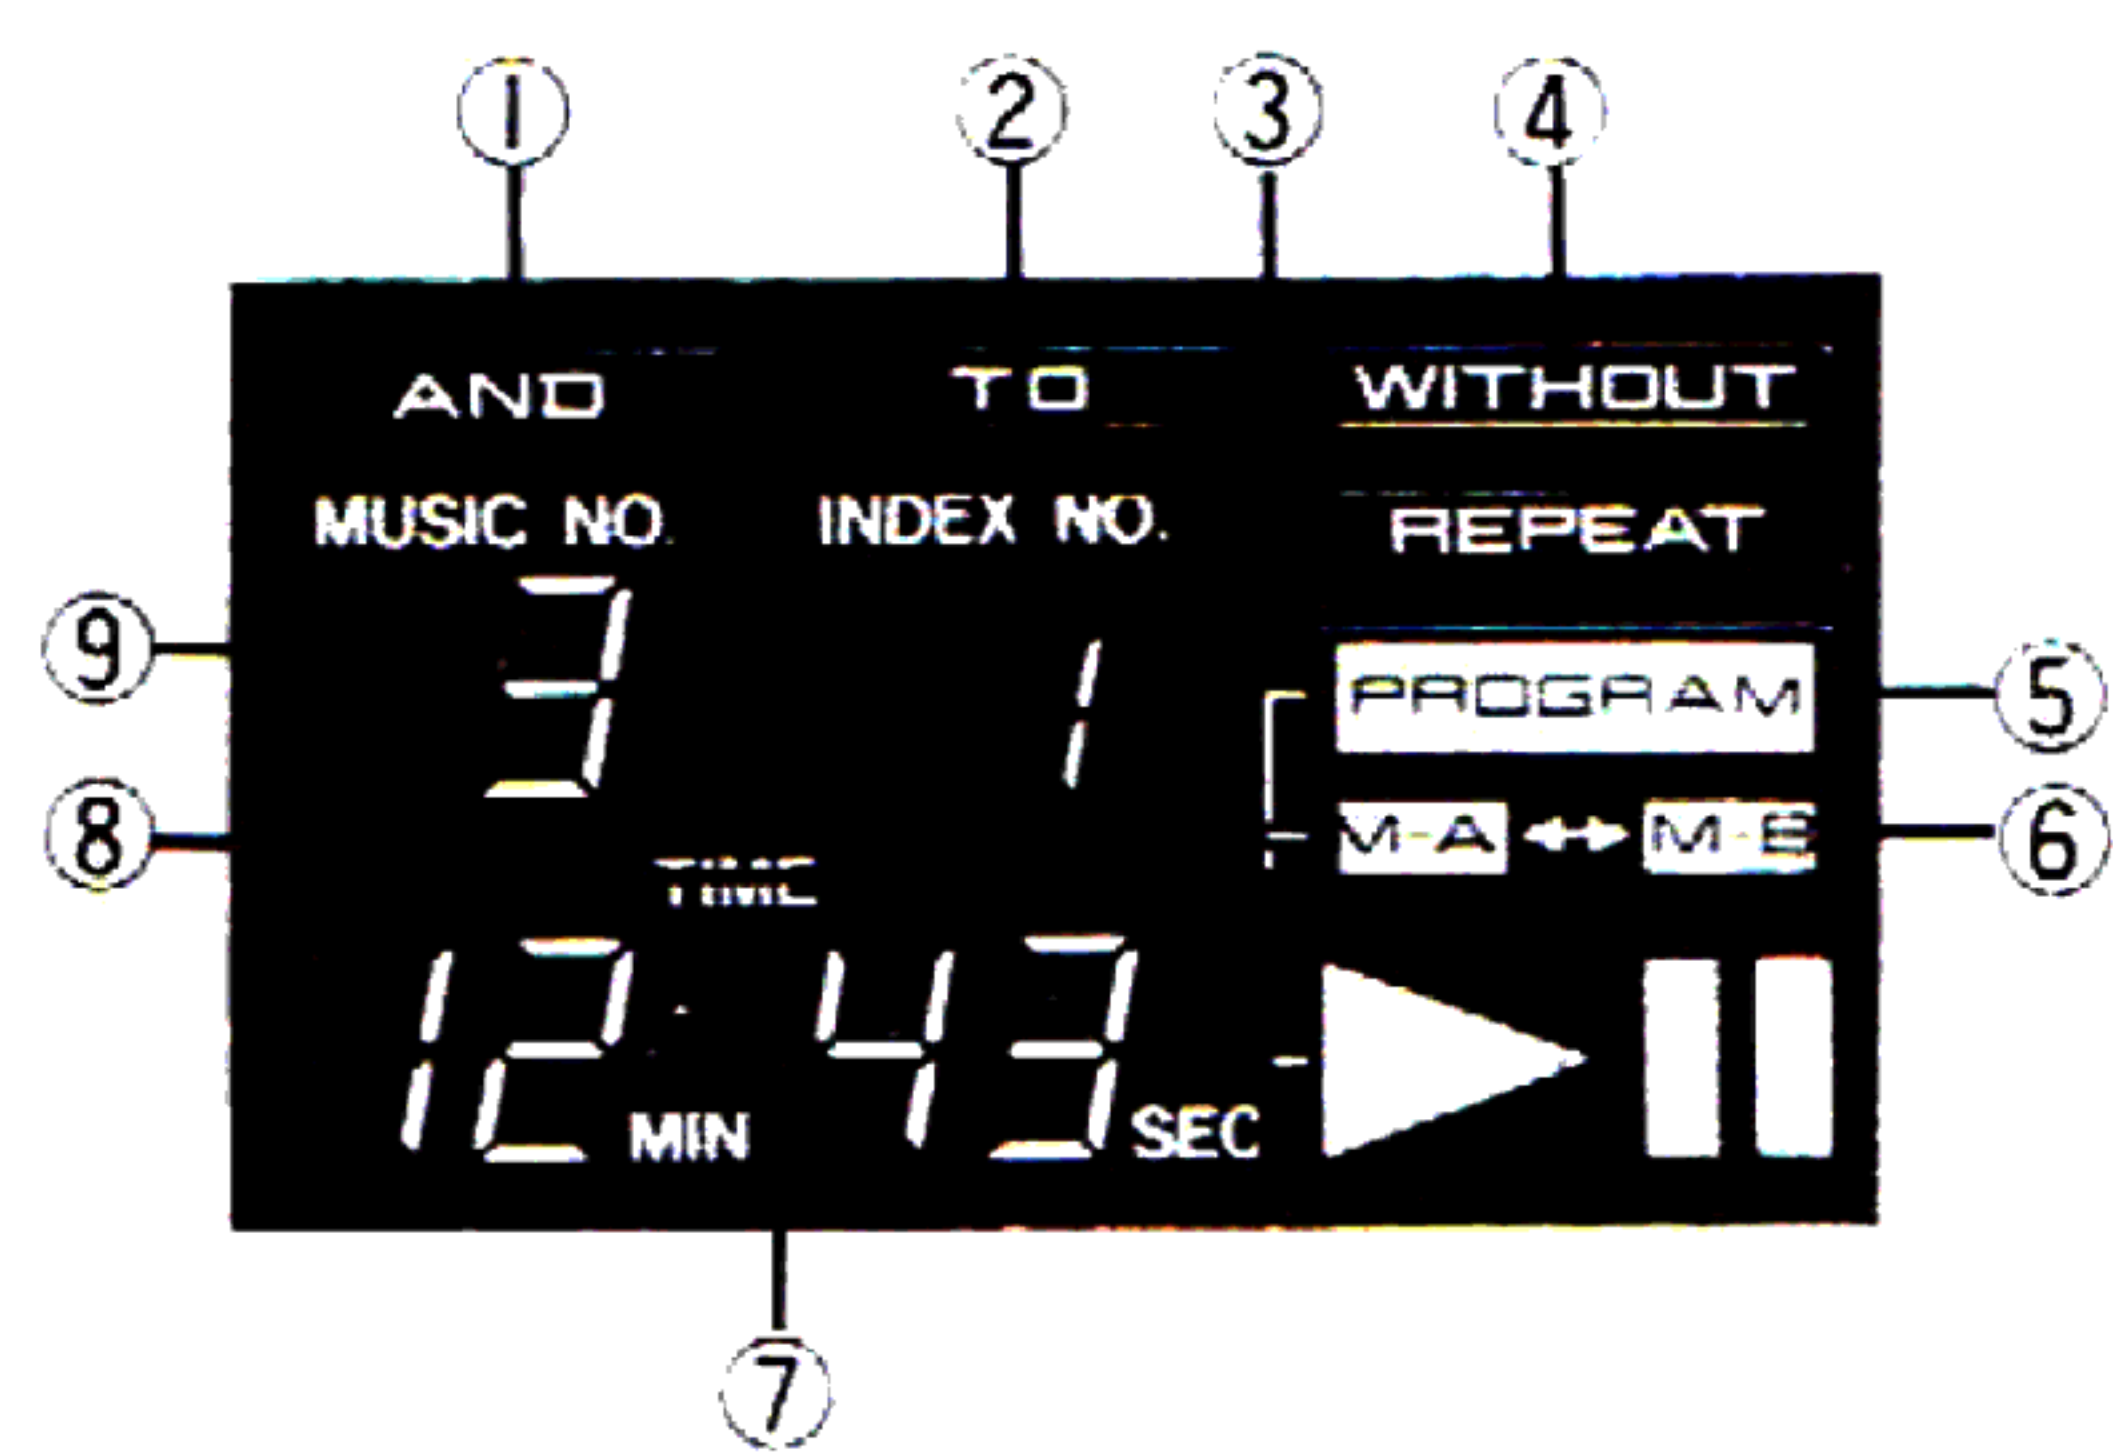 ① ② ③ ④
AND TO WITHOUT
MUSIC NO. INDEX NO. REPEAT
⑨ 3 1 PROGRAM ⑤
⑧ M-A ↔ M-B ⑥
TIME
12 MIN 43 SEC
⑦